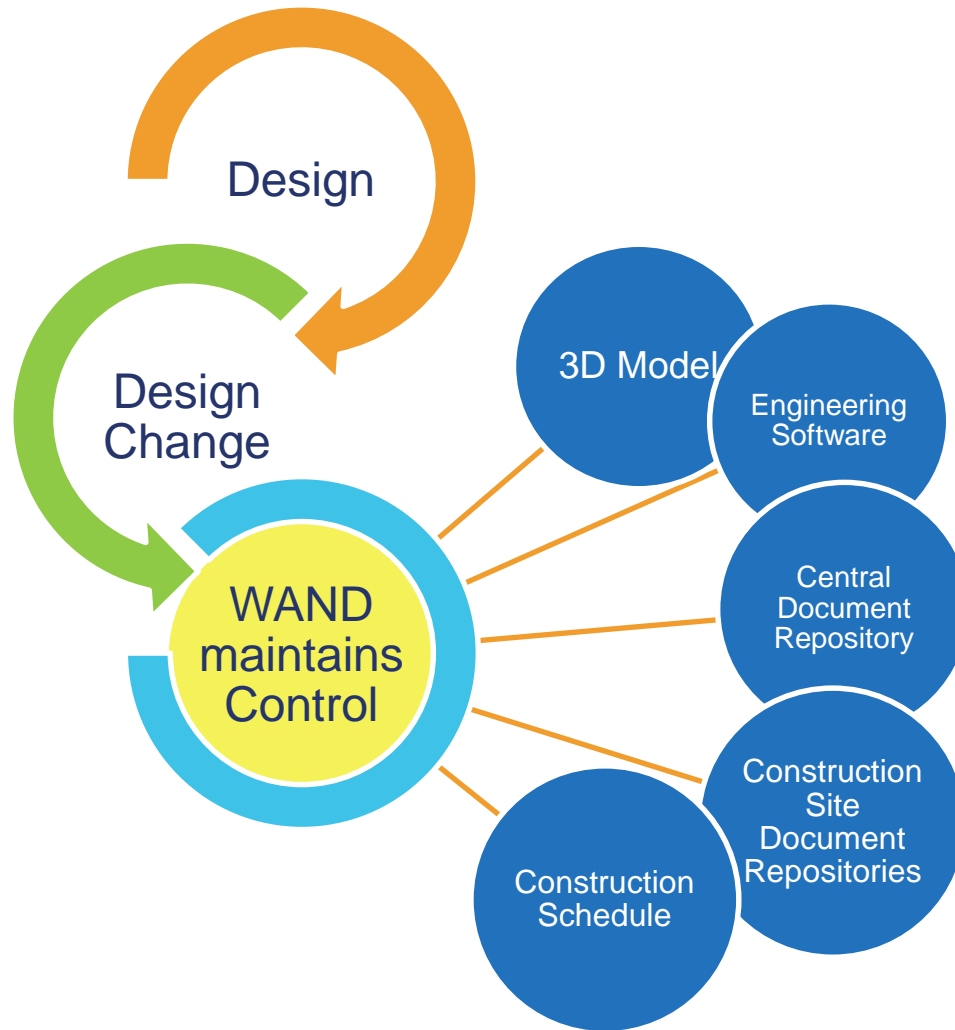 Design
Design
Change
WAND
maintains
Control
3D Model
Engineering
Software
Central
Document
Repository
Construction
Site
Document
Repositories
Construction
Schedule